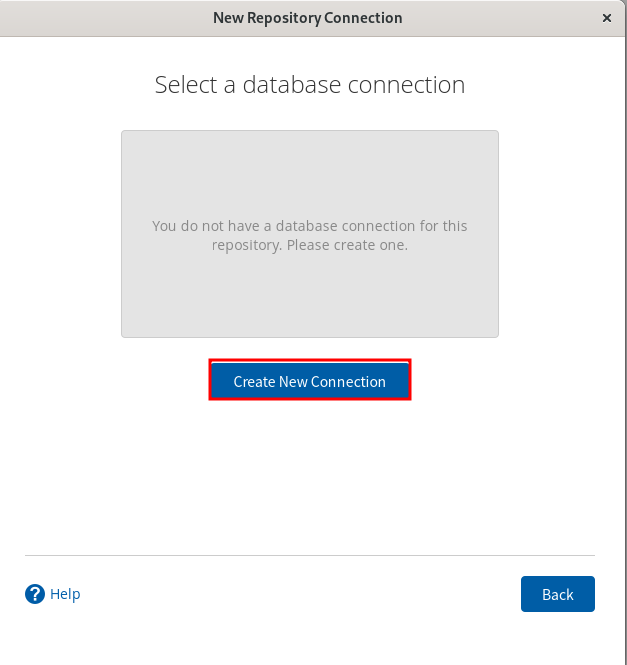 New Repository Connection
Select a database connection
You do not have a database connection for this
repository. Please create one.
Create New Connection
Help
Back